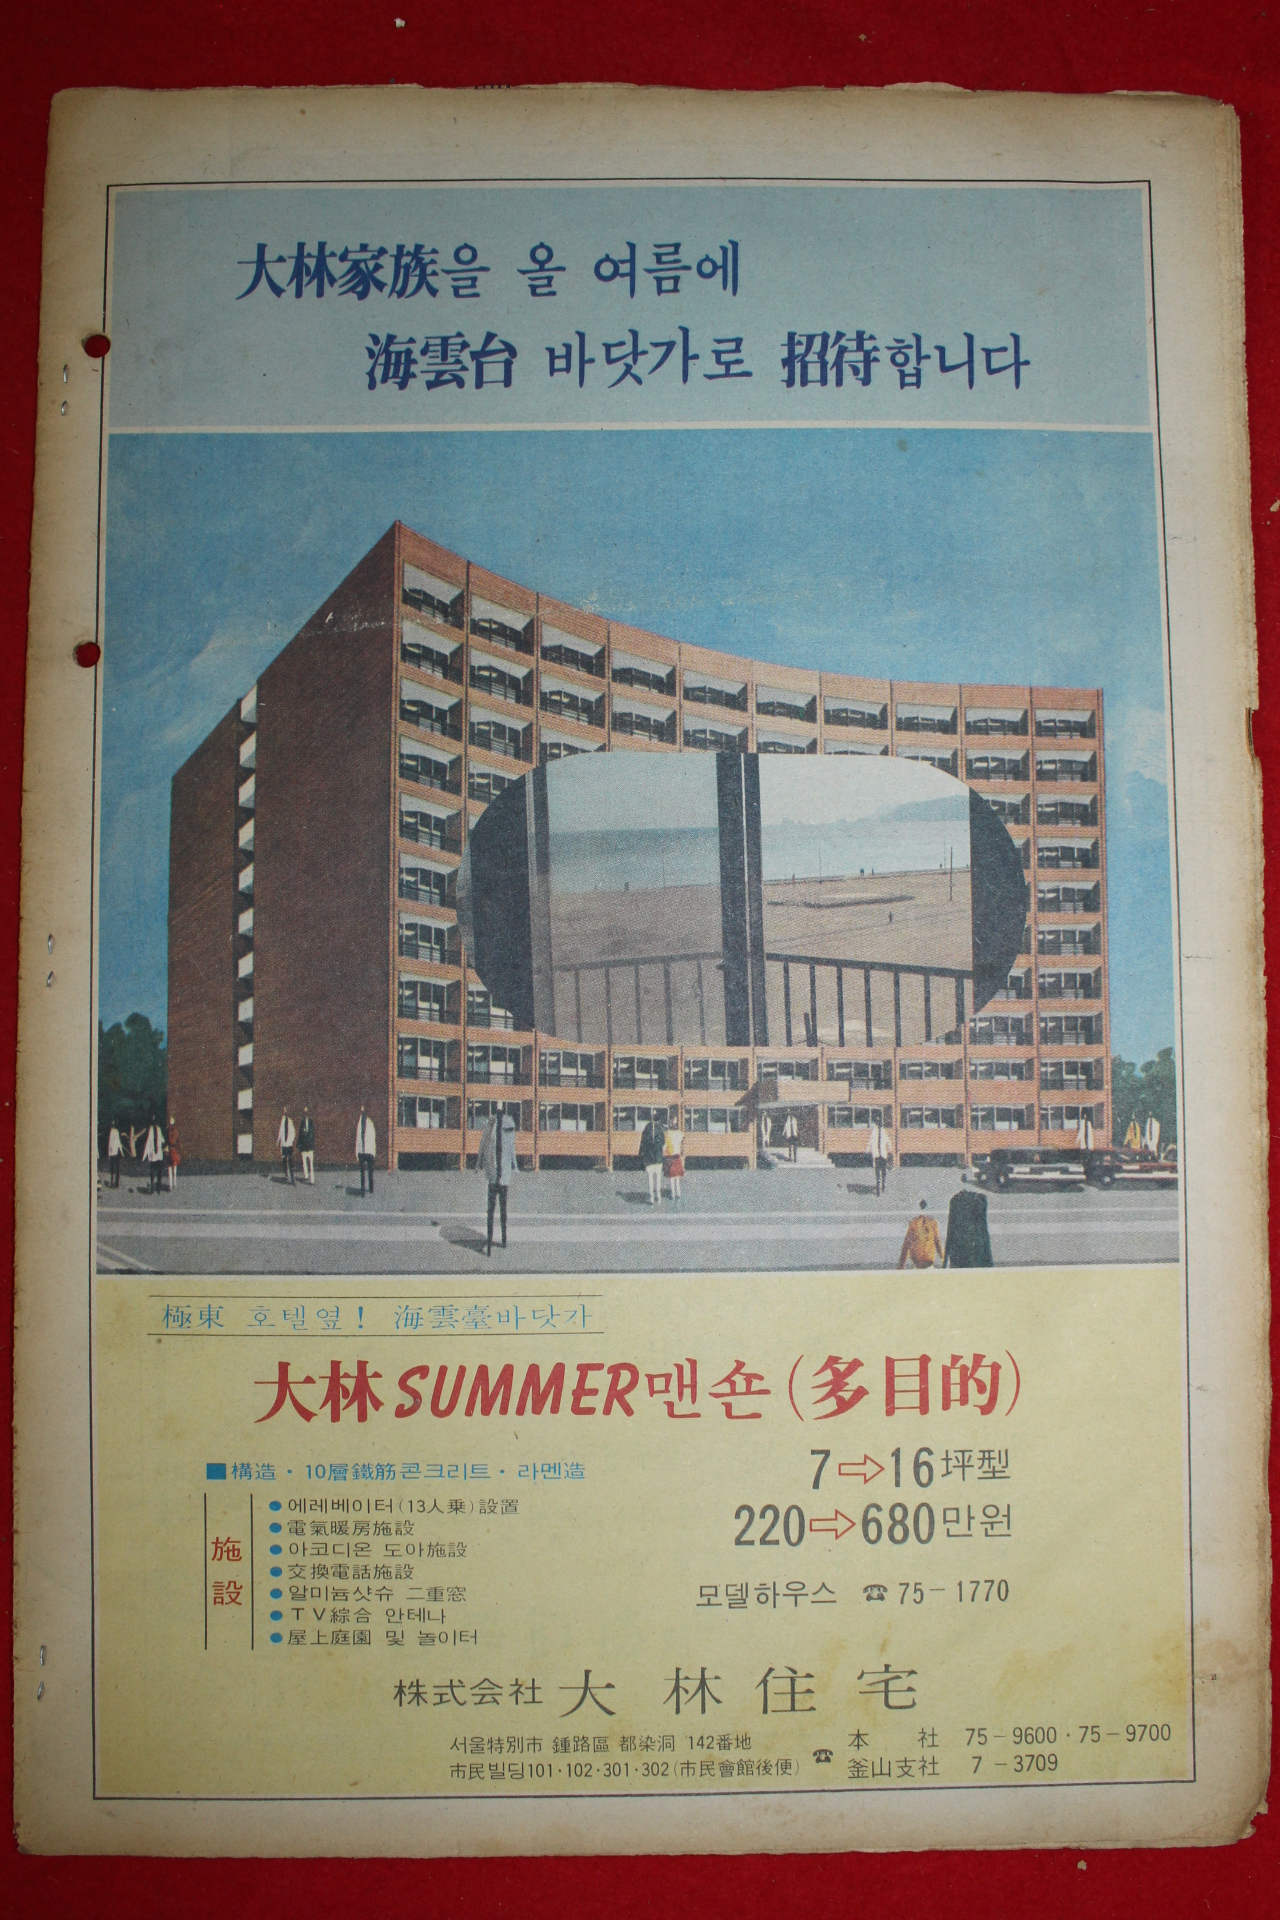 大林家族을 올 여름에
海雲台 바닷가로 招待합니다
極東 호텔옆! 海雲臺바닷가
大林SUMMER맨숀(多目的)
■構造·10層鐵筋콘크리트·라멘造
施設
●에레베이터(13人乗)設置
●電氣暖房施設
●아코디온 도아施設
●交換電話施設
●알미늄샷슈 二重窓
●TV綜合 안테나
●屋上庭園 및 놀이터
7⇨16坪型
220⇨680만원
모델하우스 ☎ 75-1770
株式会社 大林住宅
서울特別市 鍾路區 都染洞 142番地
市民빌딩101·102·301·302(市民會館後便)
☎ 本社 75-9600·75-9700
釜山支社 7-3709